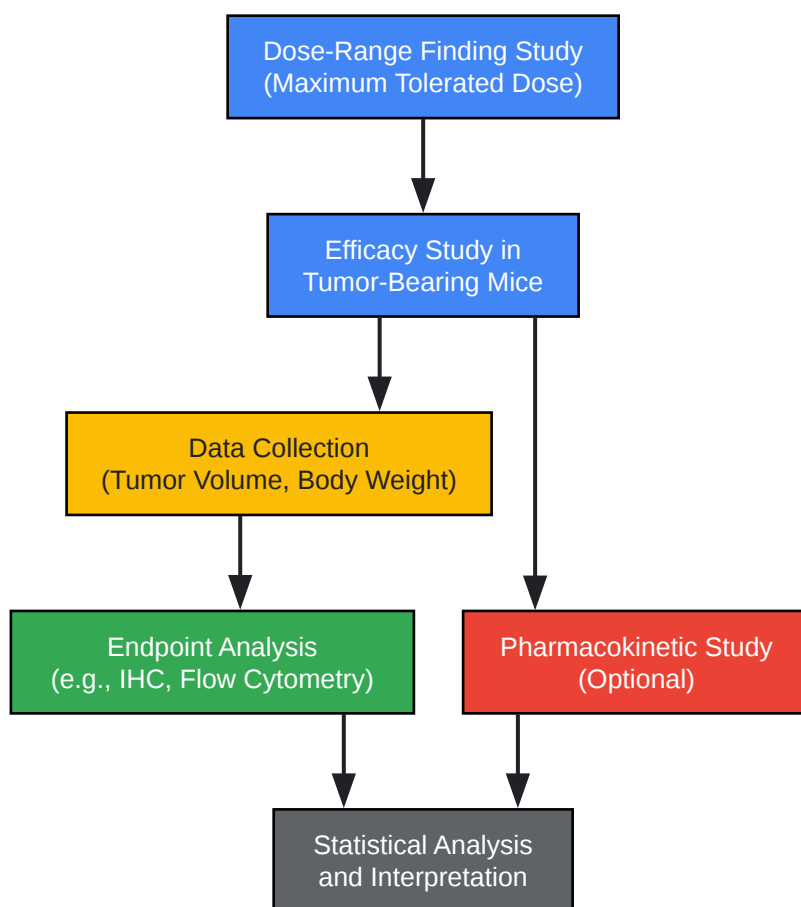 Dose-Range Finding Study
(Maximum Tolerated Dose)
Efficacy Study in
Tumor-Bearing Mice
Data Collection
(Tumor Volume, Body Weight)
Endpoint Analysis
(e.g., IHC, Flow Cytometry)
Pharmacokinetic Study
(Optional)
Statistical Analysis
and Interpretation